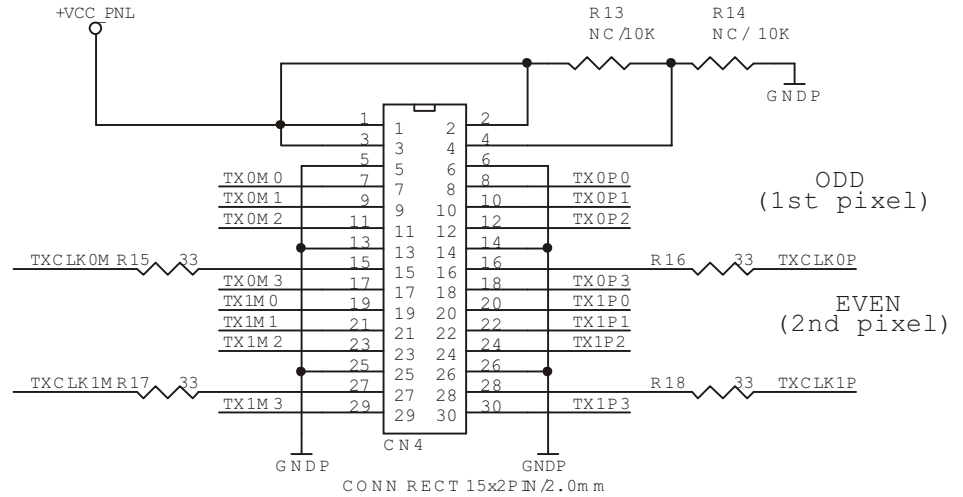 +VCC_PNL
R13 R14
NC/10K NC/10K
GNDP
1 1 2 2
3 3 4 4
5 5 6 6
TX0M0 7 7 8 8 TX0P0
TX0M1 9 9 10 10 TX0P1
TX0M2 11 11 12 12 TX0P2
13 13 14 14
TXCLK0M R15 33 15 15 16 16 R16 33 TXCLK0P
TX0M3 17 17 18 18 TX0P3
TX1M0 19 19 20 20 TX1P0
TX1M1 21 21 22 22 TX1P1
TX1M2 23 23 24 24 TX1P2
25 25 26 26
TXCLK1M R17 33 27 27 28 28 R18 33 TXCLK1P
TX1M3 29 29 30 30 TX1P3
ODD
(1st pixel)
EVEN
(2nd pixel)
CN4
GNDP GNDP
CONNRECT 15x2PIN/2.0mm